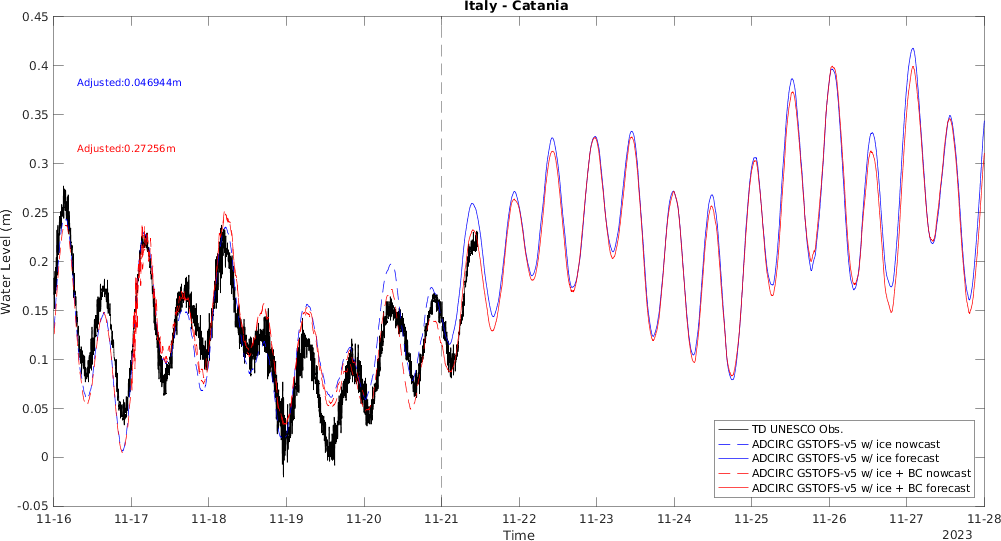 Italy - Catania
0.45
0.4
0.35
0.3
0.25
0.2
0.15
0.1
0.05
0
-0.05
Water Level (m)
Adjusted:0.046944m
Adjusted:0.27256m
TD UNESCO Obs.
ADCIRC GSTOFS-v5 w/ ice nowcast
ADCIRC GSTOFS-v5 w/ ice forecast
ADCIRC GSTOFS-v5 w/ ice + BC nowcast
ADCIRC GSTOFS-v5 w/ ice + BC forecast
11-16 11-17 11-18 11-19 11-20 11-21 11-22 11-23 11-24 11-25 11-26 11-27 11-28
Time
2023